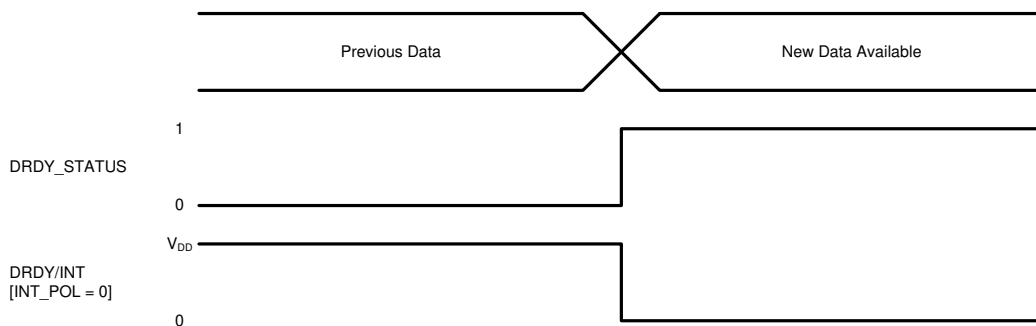 Previous Data
New Data Available
1
DRDY_STATUS
0
VDD
DRDY/INT
[INT_POL = 0]
0